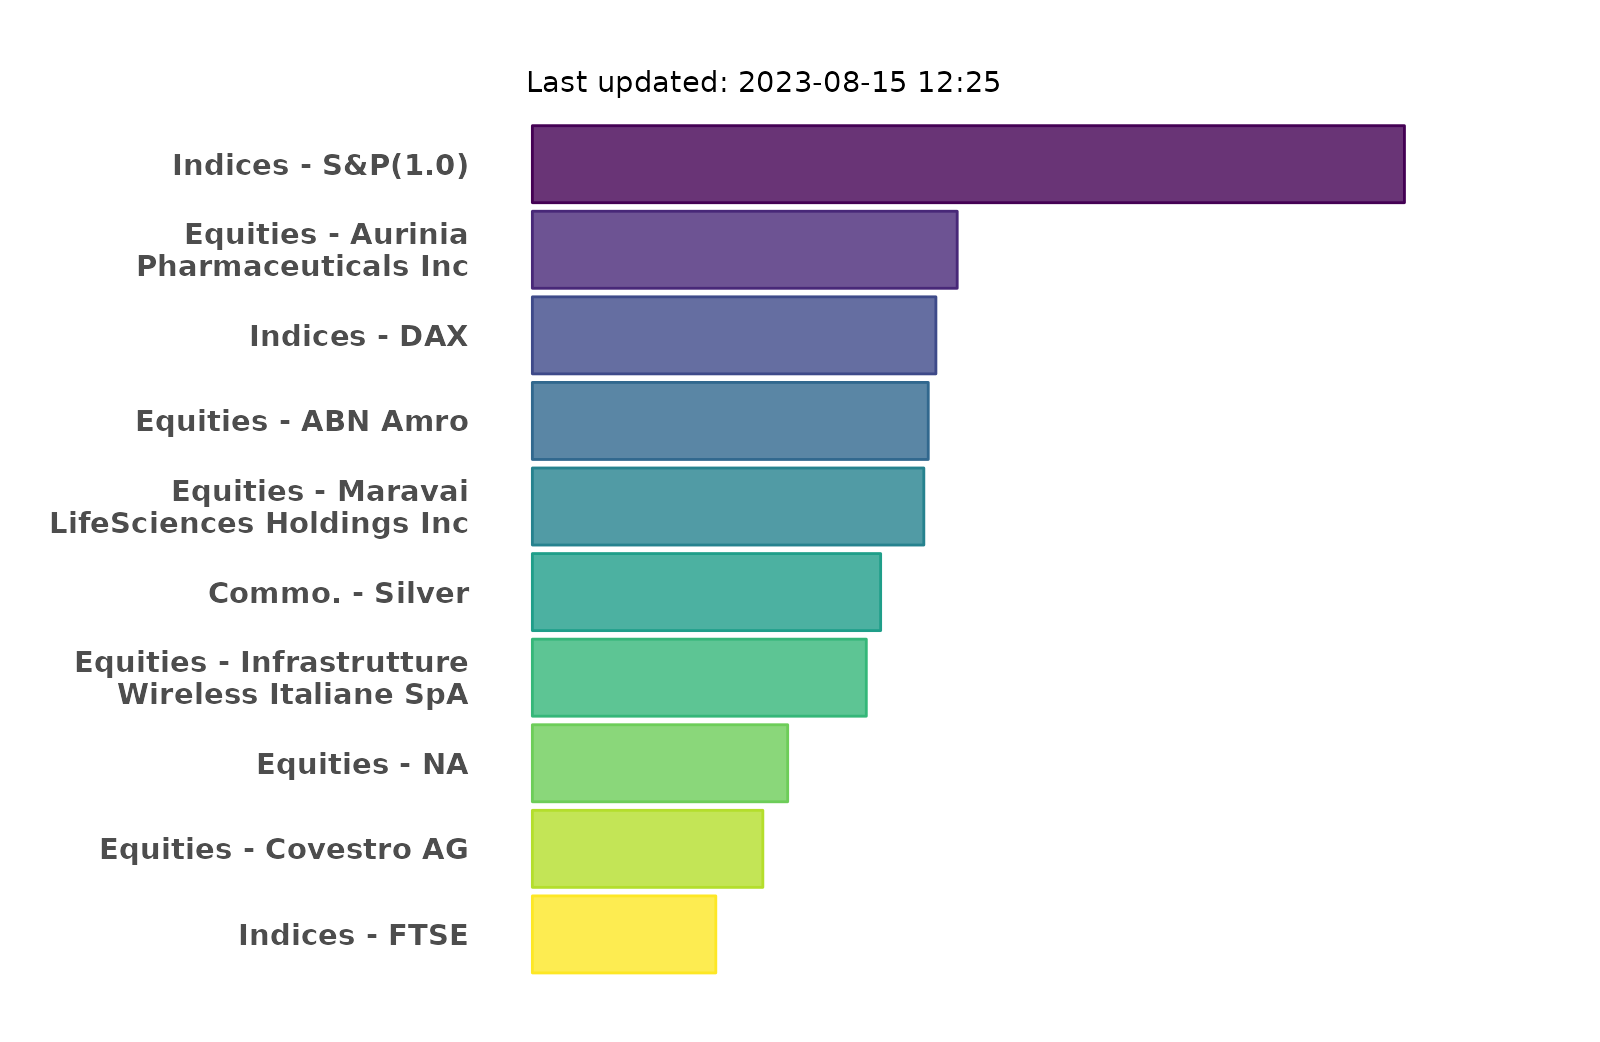 Last updated: 2023-08-15 12:25
Indices - S&P(1.0)
Equities - Aurinia
Pharmaceuticals Inc
Indices - DAX
Equities - ABN Amro
Equities - Maravai
LifeSciences Holdings Inc
Commo. - Silver
Equities - Infrastrutture
Wireless Italiane SpA
Equities - NA
Equities - Covestro AG
Indices - FTSE